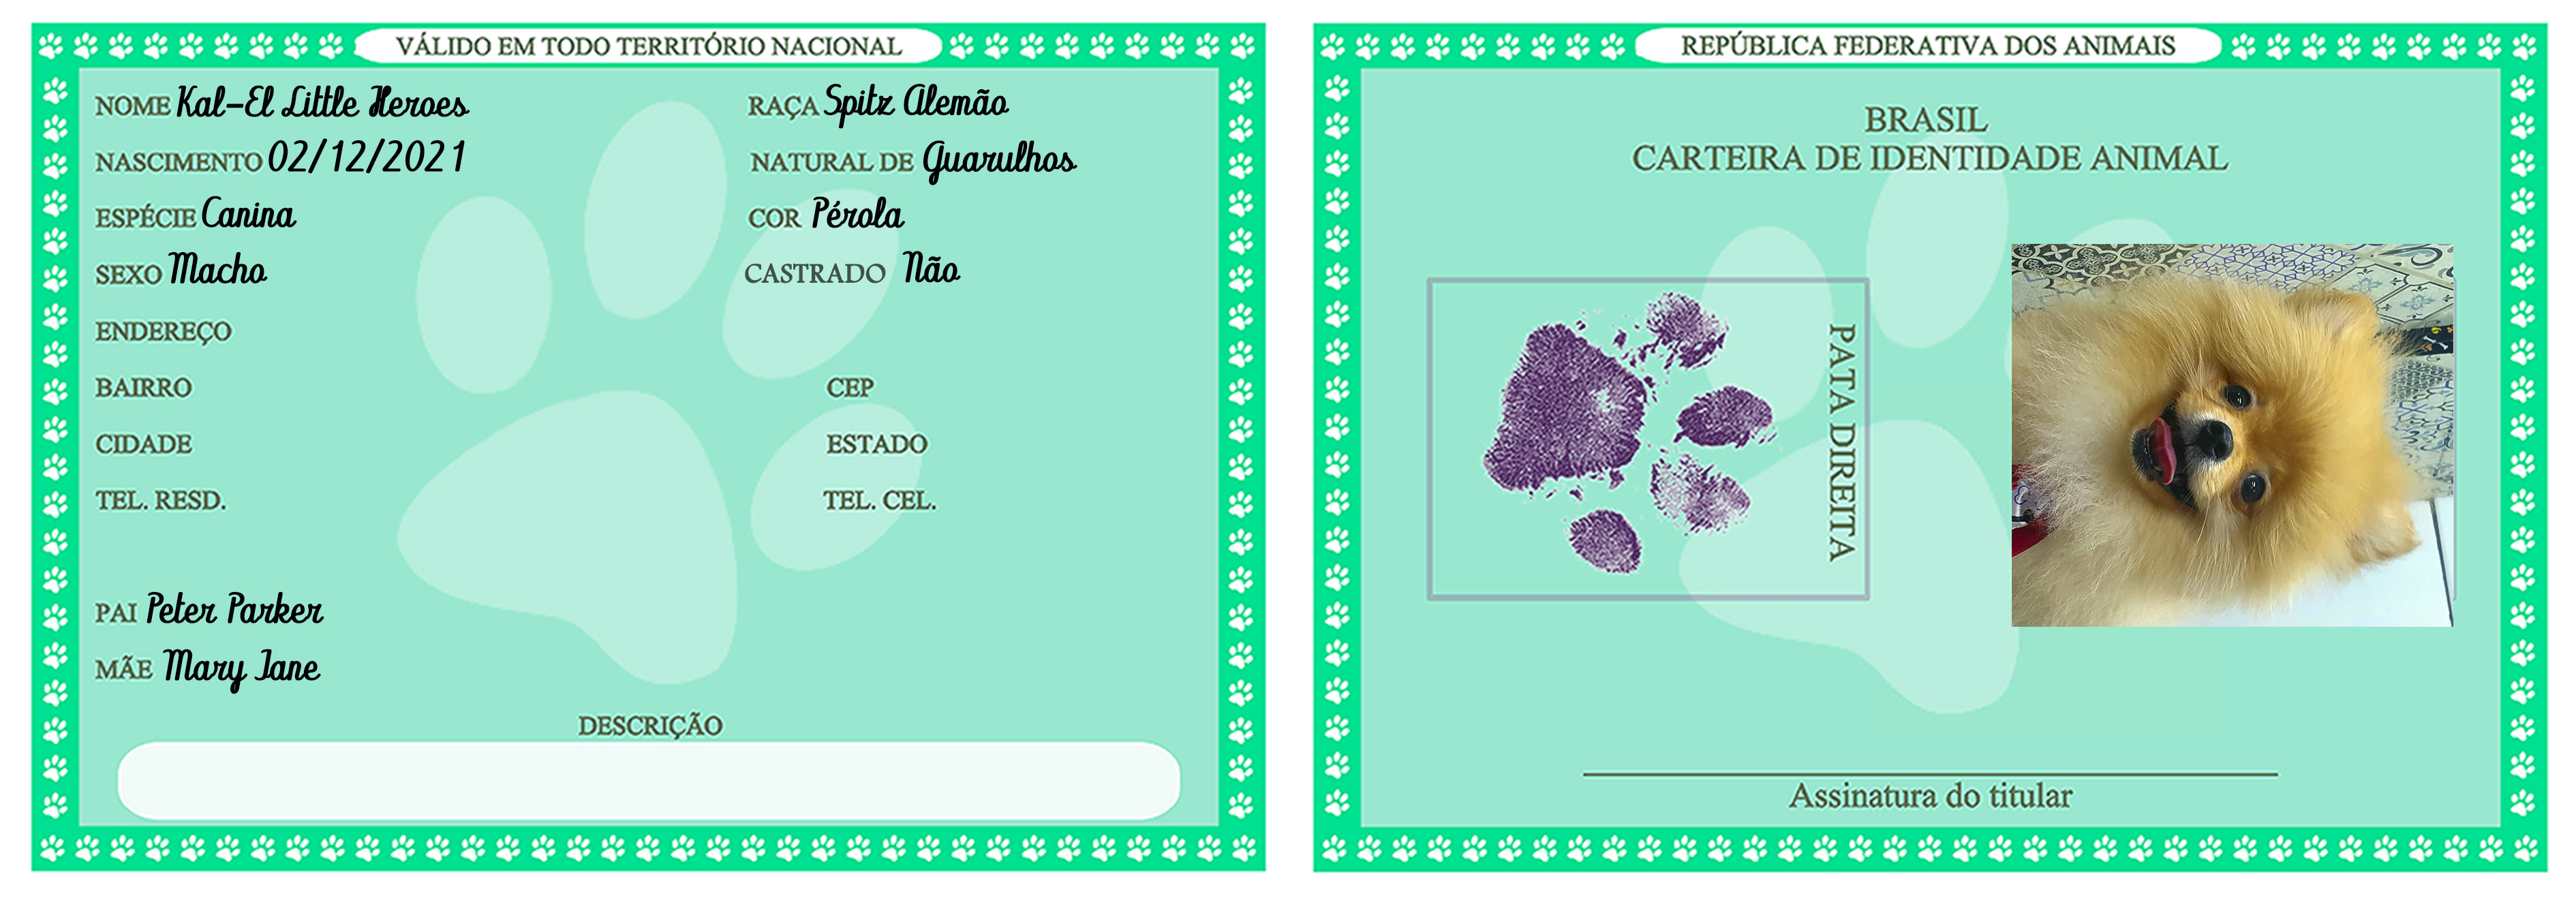 VÁLIDO EM TODO TERRITÓRIO NACIONAL
NOME Kal-El Little Heroes
RAÇA Spitz Alemão
NASCIMENTO 02/12/2021
NATURAL DE Guarulhos
ESPÉCIE Canina
COR Pérola
SEXO Macho
CASTRADO Não
ENDEREÇO
BAIRRO
CEP
CIDADE
ESTADO
TEL. RESD.
TEL. CEL.
PAI Peter Parker
MÃE Mary Jane
DESCRIÇÃO
REPÚBLICA FEDERATIVA DOS ANIMAIS
BRASIL
CARTEIRA DE IDENTIDADE ANIMAL
PATA DIREITA
Assinatura do titular